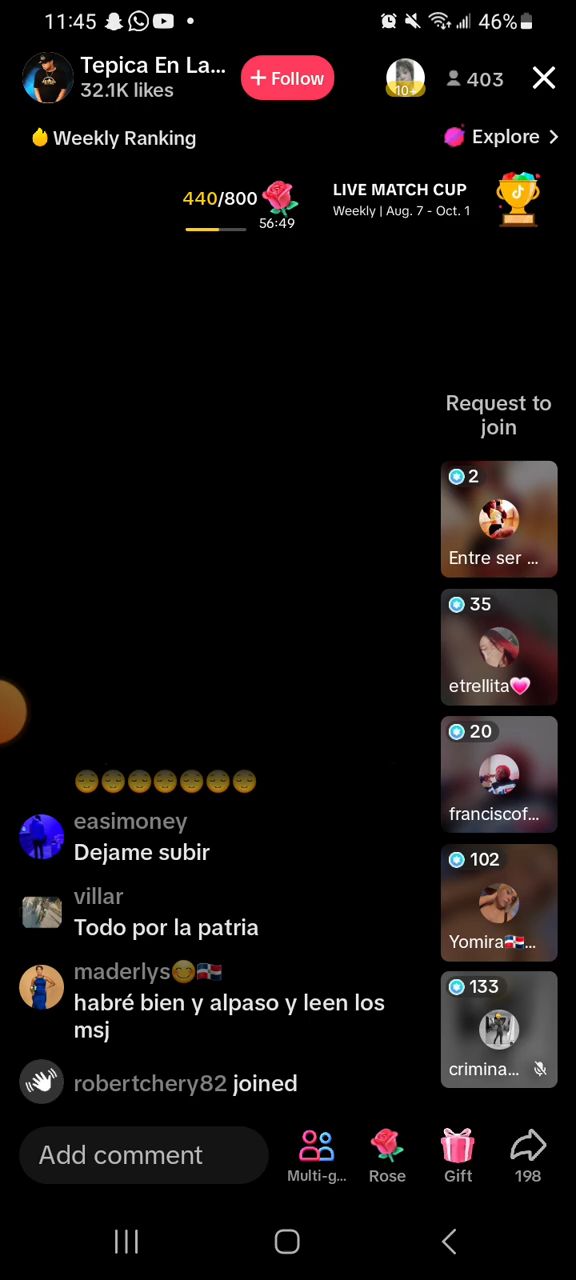 11:45
46%
Tepica En La...
32.1K likes
+ Follow
10+
403
Weekly Ranking
Explore
440/800
56:49
LIVE MATCH CUP
Weekly | Aug. 7 - Oct. 1
Request to
join
2
Entre ser ...
35
etrellita💗
20
franciscof...
102
Yomira🇩🇴...
133
crimina...
😳😳😳😳😳😳😳
easimoney
Dejame subir
villar
Todo por la patria
maderlys😊🇩🇴
habré bien y alpaso y leen los
msj
robertchery82 joined
Add comment
Multi-g...
Rose
Gift
198